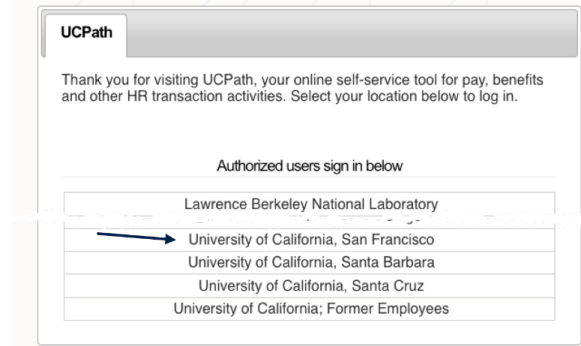 UCPath
Thank you for visiting UCPath, your online self-service tool for pay, benefits
and other HR transaction activities. Select your location below to log in.
Authorized users sign in below
Lawrence Berkeley National Laboratory
University of California, San Francisco
University of California, Santa Barbara
University of California, Santa Cruz
University of California; Former Employees